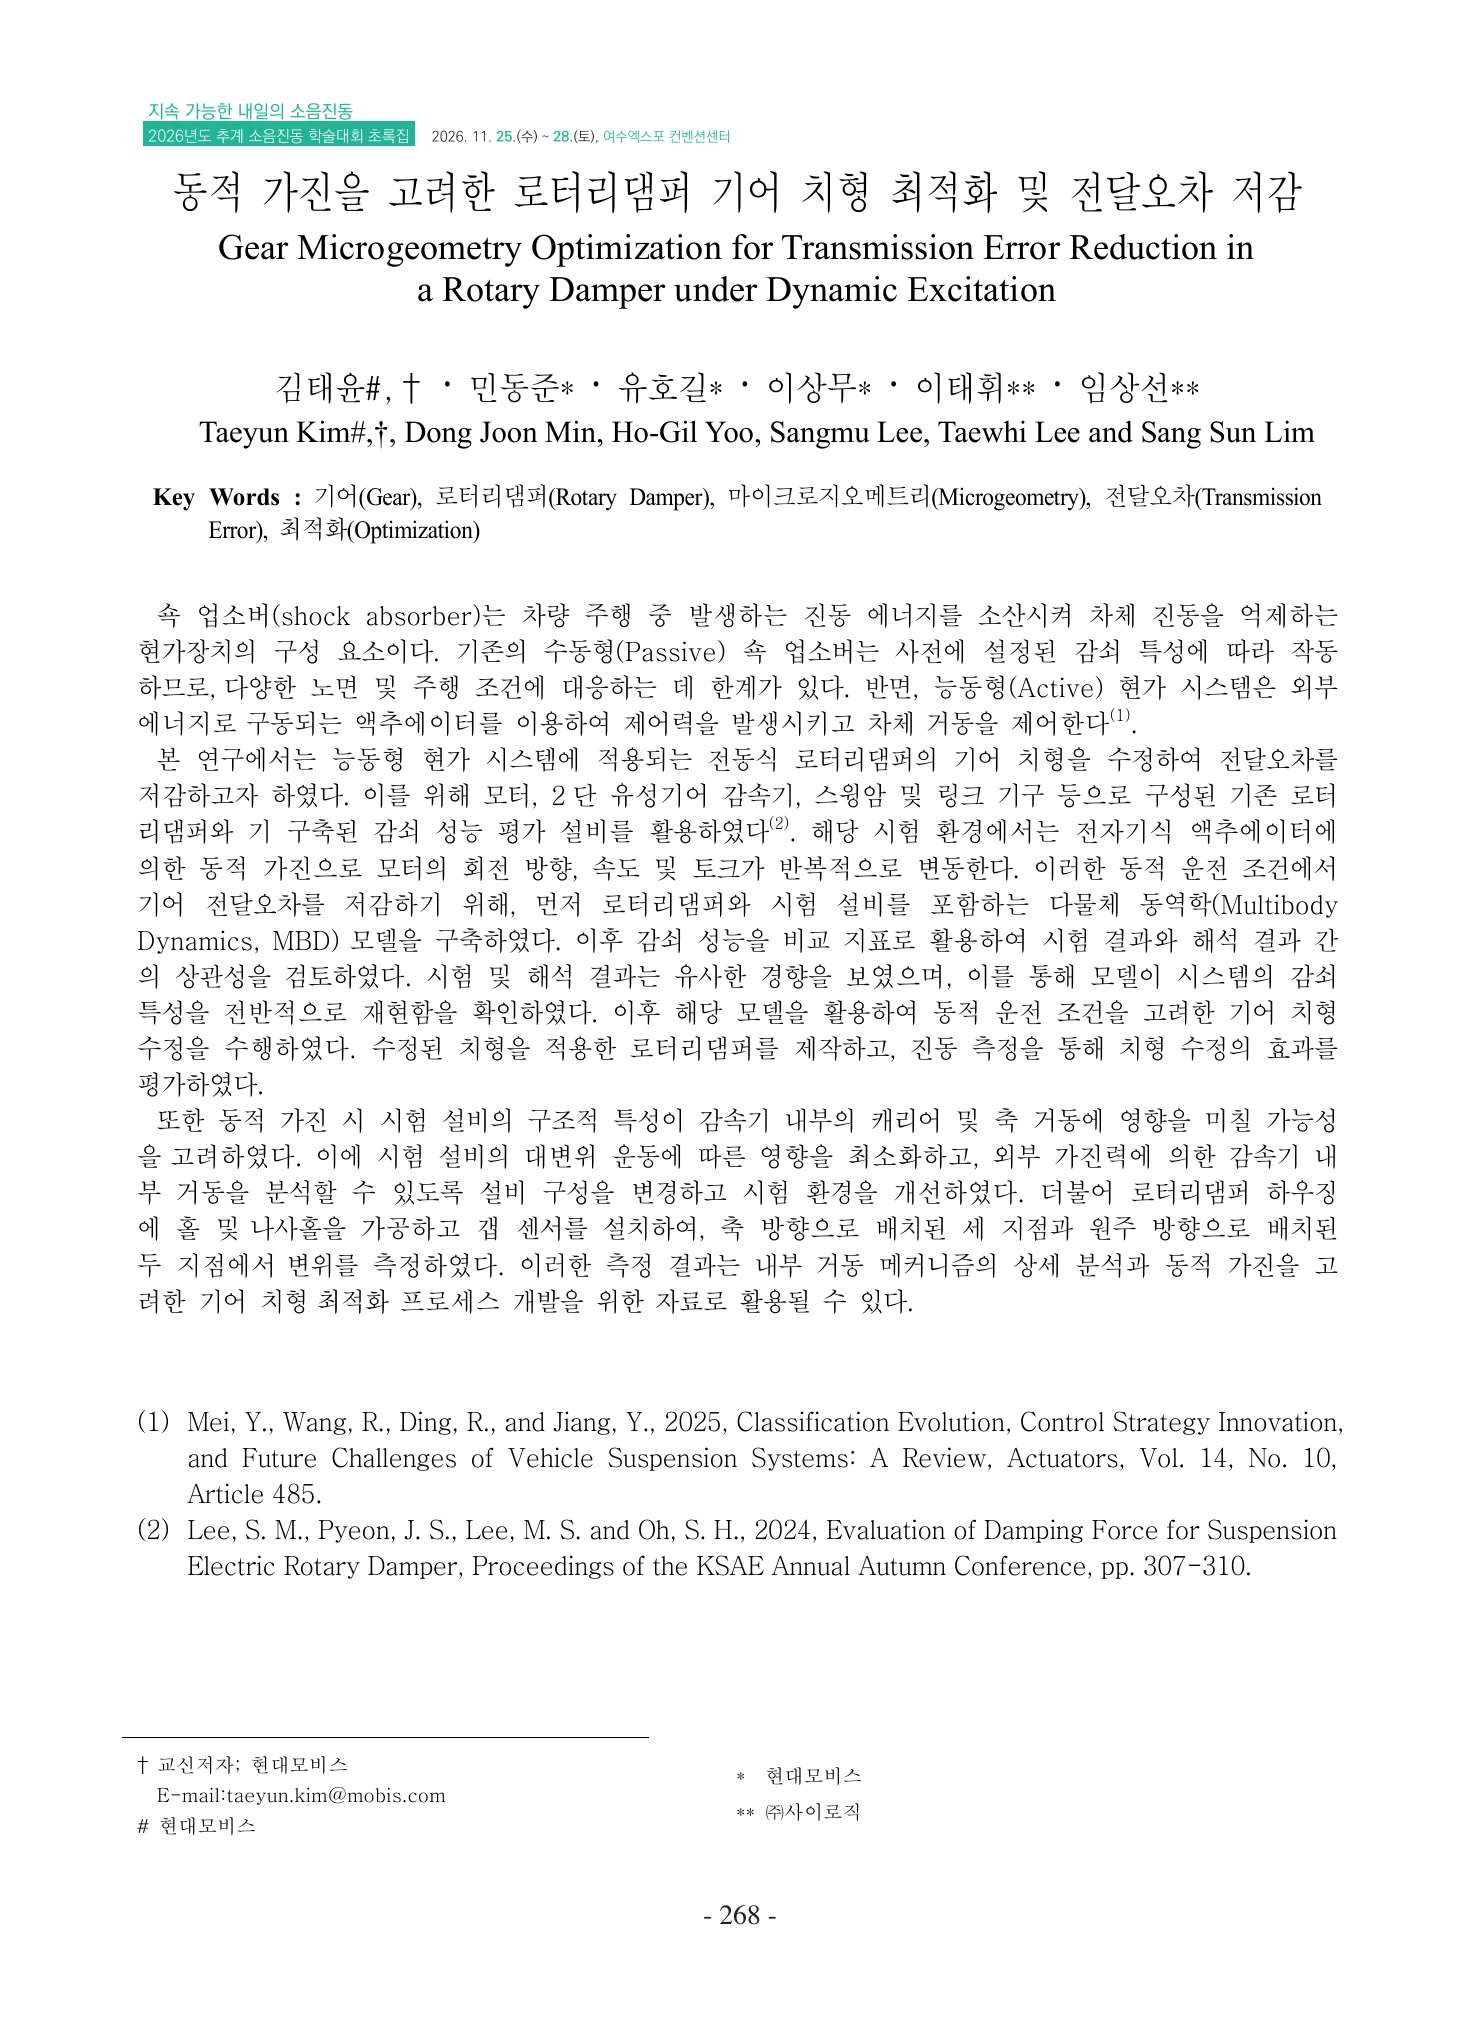 지속 가능한 내일의 소음진동
2026년도 추계 소음진동 학술대회 초록집 2026. 11. 25.(수) ~ 28.(토), 여수엑스포 컨벤션센터
동적 가진을 고려한 로터리댐퍼 기어 치형 최적화 및 전달오차 저감
Gear Microgeometry Optimization for Transmission Error Reduction in
a Rotary Damper under Dynamic Excitation
김태윤#,† · 민동준* · 유호길* · 이상무* · 이태휘** · 임상선**
Taeyun Kim#,†, Dong Joon Min, Ho-Gil Yoo, Sangmu Lee, Taewhi Lee and Sang Sun Lim
Key Words : 기어(Gear), 로터리댐퍼(Rotary Damper), 마이크로지오메트리(Microgeometry), 전달오차(Transmission
Error), 최적화(Optimization)
쇽 업소버(shock absorber)는 차량 주행 중 발생하는 진동 에너지를 소산시켜 차체 진동을 억제하는
현가장치의 구성 요소이다. 기존의 수동형(Passive) 쇽 업소버는 사전에 설정된 감쇠 특성에 따라 작동
하므로, 다양한 노면 및 주행 조건에 대응하는 데 한계가 있다. 반면, 능동형(Active) 현가 시스템은 외부
에너지로 구동되는 액추에이터를 이용하여 제어력을 발생시키고 차체 거동을 제어한다(1).
본 연구에서는 능동형 현가 시스템에 적용되는 전동식 로터리댐퍼의 기어 치형을 수정하여 전달오차를
저감하고자 하였다. 이를 위해 모터, 2단 유성기어 감속기, 스윙암 및 링크 기구 등으로 구성된 기존 로터
리댐퍼와 기 구축된 감쇠 성능 평가 설비를 활용하였다(2). 해당 시험 환경에서는 전자기식 액추에이터에
의한 동적 가진으로 모터의 회전 방향, 속도 및 토크가 반복적으로 변동한다. 이러한 동적 운전 조건에서
기어 전달오차를 저감하기 위해, 먼저 로터리댐퍼와 시험 설비를 포함하는 다물체 동역학(Multibody
Dynamics, MBD) 모델을 구축하였다. 이후 감쇠 성능을 비교 지표로 활용하여 시험 결과와 해석 결과 간
의 상관성을 검토하였다. 시험 및 해석 결과는 유사한 경향을 보였으며, 이를 통해 모델이 시스템의 감쇠
특성을 전반적으로 재현함을 확인하였다. 이후 해당 모델을 활용하여 동적 운전 조건을 고려한 기어 치형
수정을 수행하였다. 수정된 치형을 적용한 로터리댐퍼를 제작하고, 진동 측정을 통해 치형 수정의 효과를
평가하였다.
또한 동적 가진 시 시험 설비의 구조적 특성이 감속기 내부의 캐리어 및 축 거동에 영향을 미칠 가능성
을 고려하였다. 이에 시험 설비의 대변위 운동에 따른 영향을 최소화하고, 외부 가진력에 의한 감속기 내
부 거동을 분석할 수 있도록 설비 구성을 변경하고 시험 환경을 개선하였다. 더불어 로터리댐퍼 하우징
에 홀 및 나사홀을 가공하고 갭 센서를 설치하여, 축 방향으로 배치된 세 지점과 원주 방향으로 배치된
두 지점에서 변위를 측정하였다. 이러한 측정 결과는 내부 거동 메커니즘의 상세 분석과 동적 가진을 고
려한 기어 치형 최적화 프로세스 개발을 위한 자료로 활용될 수 있다.
(1) Mei, Y., Wang, R., Ding, R., and Jiang, Y., 2025, Classification Evolution, Control Strategy Innovation,
and Future Challenges of Vehicle Suspension Systems: A Review, Actuators, Vol. 14, No. 10,
Article 485.
(2) Lee, S. M., Pyeon, J. S., Lee, M. S. and Oh, S. H., 2024, Evaluation of Damping Force for Suspension
Electric Rotary Damper, Proceedings of the KSAE Annual Autumn Conference, pp. 307-310.
† 교신저자; 현대모비스
E-mail:taeyun.kim@mobis.com
# 현대모비스
* 현대모비스
** ㈜사이로직
- 268 -